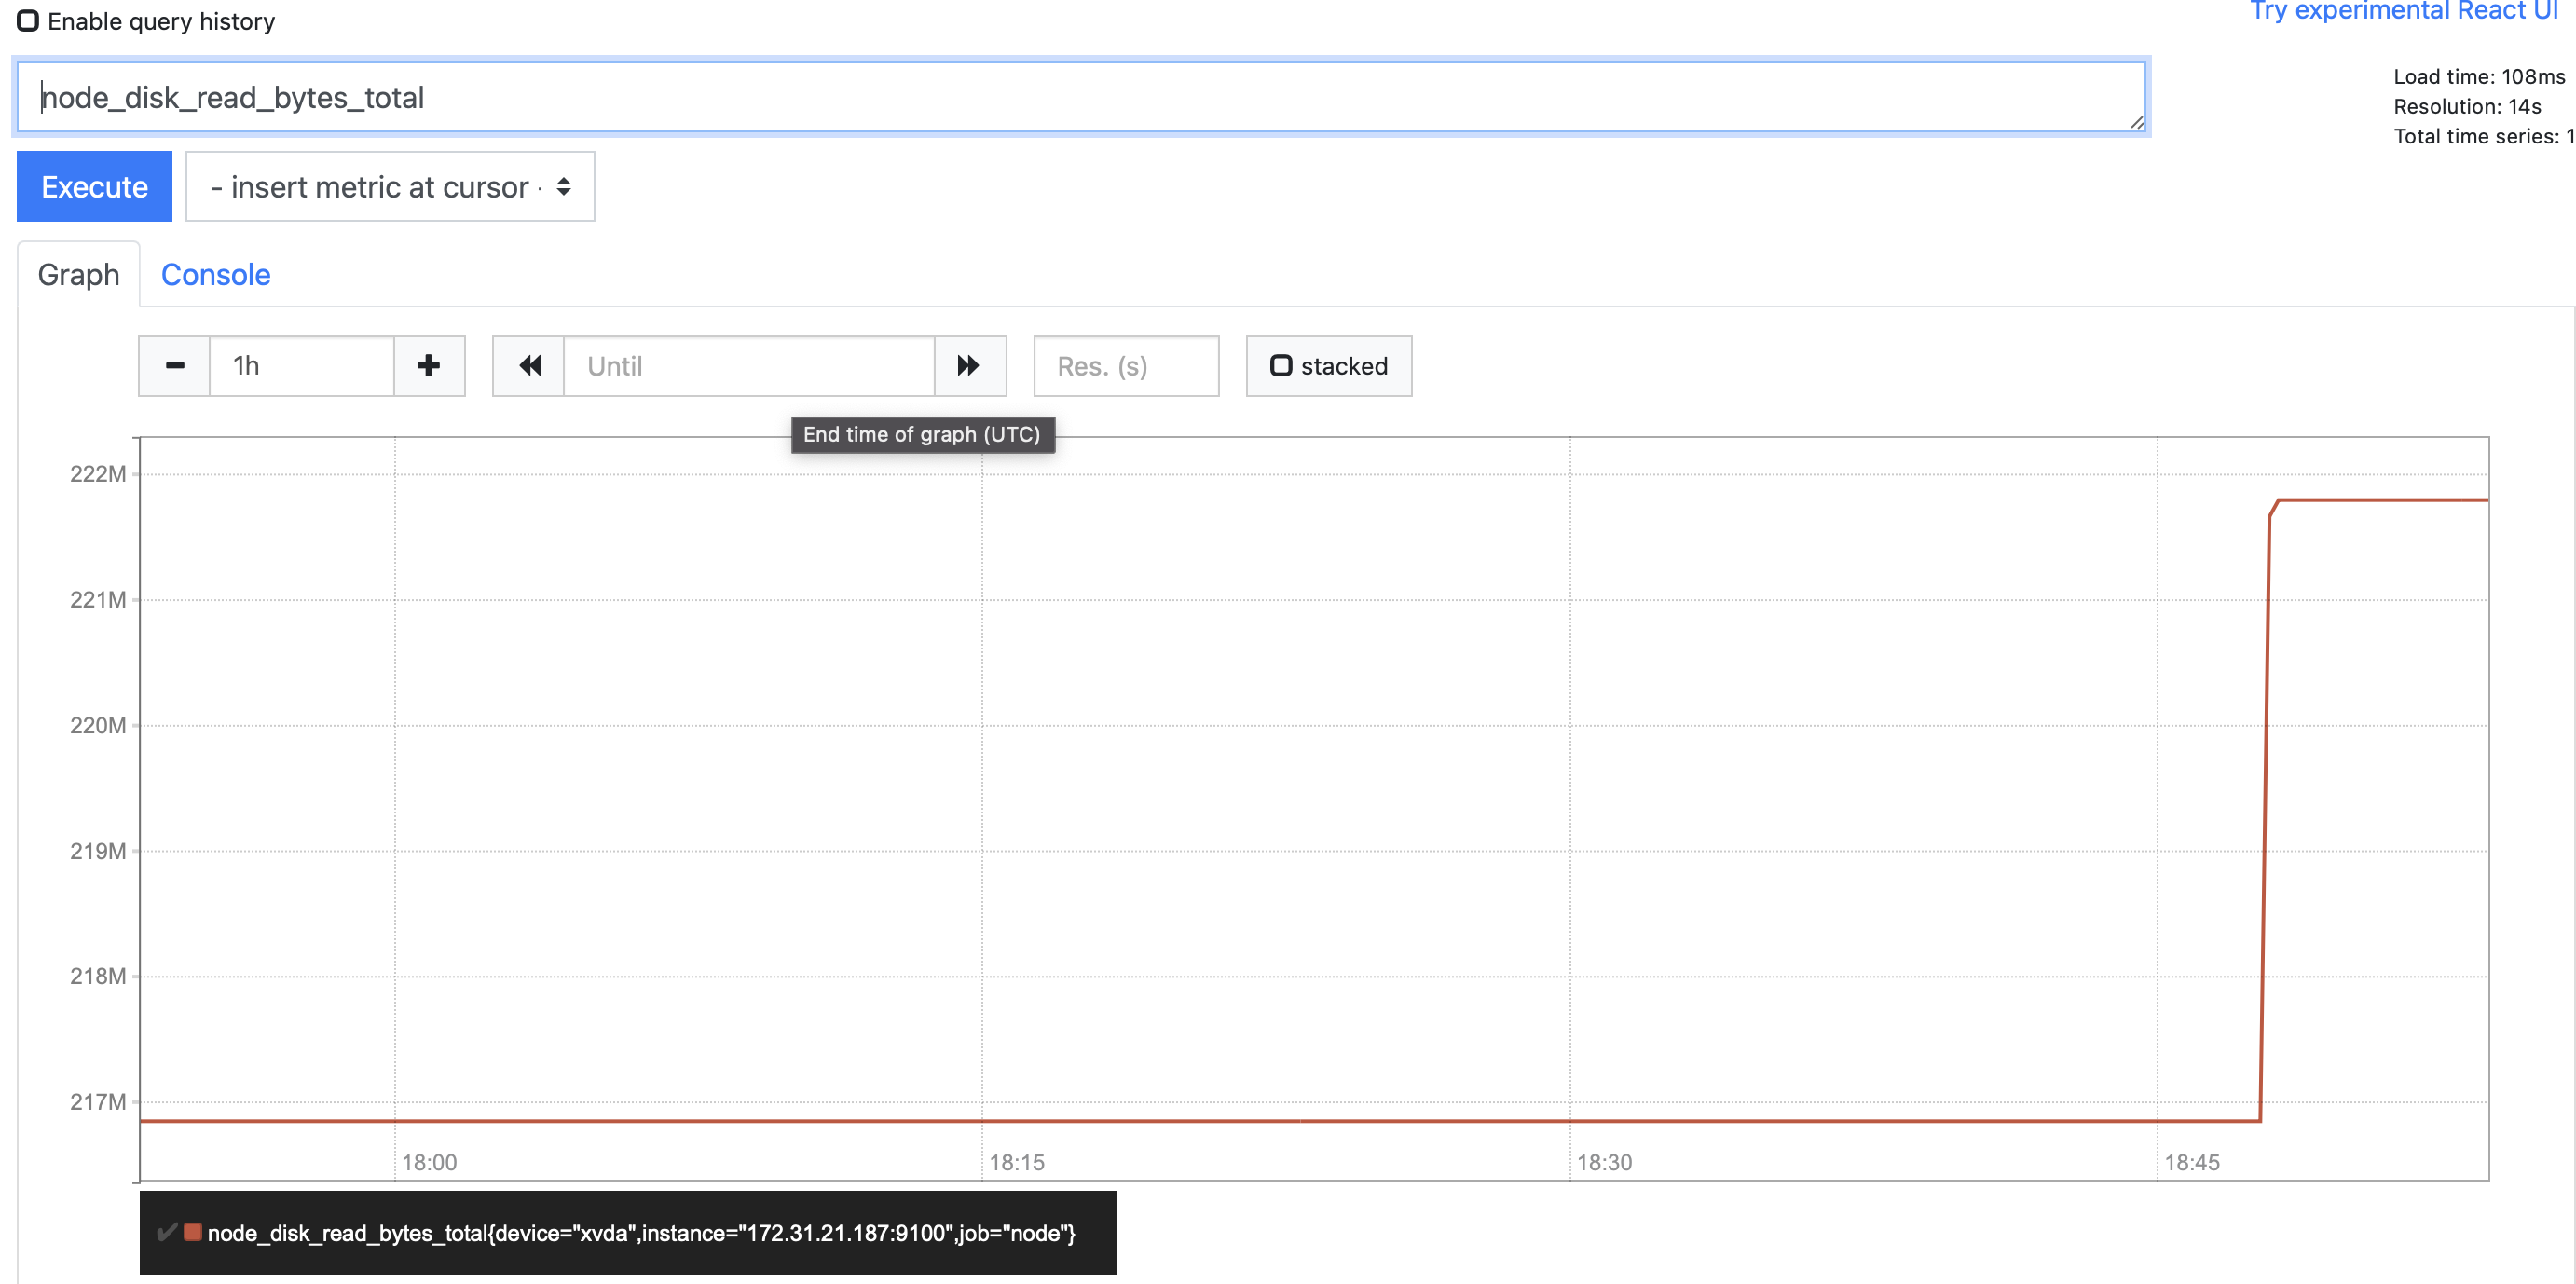 Enable query history
Try experimental React UI
node_disk_read_bytes_total
Load time: 108ms
Resolution: 14s
Total time series: 1
Execute
- insert metric at cursor ·
Graph
Console
1h
Until
Res. (s)
stacked
End time of graph (UTC)
222M
221M
220M
219M
218M
217M
18:00
18:15
18:30
18:45
node_disk_read_bytes_total{device="xvda",instance="172.31.21.187:9100",job="node"}